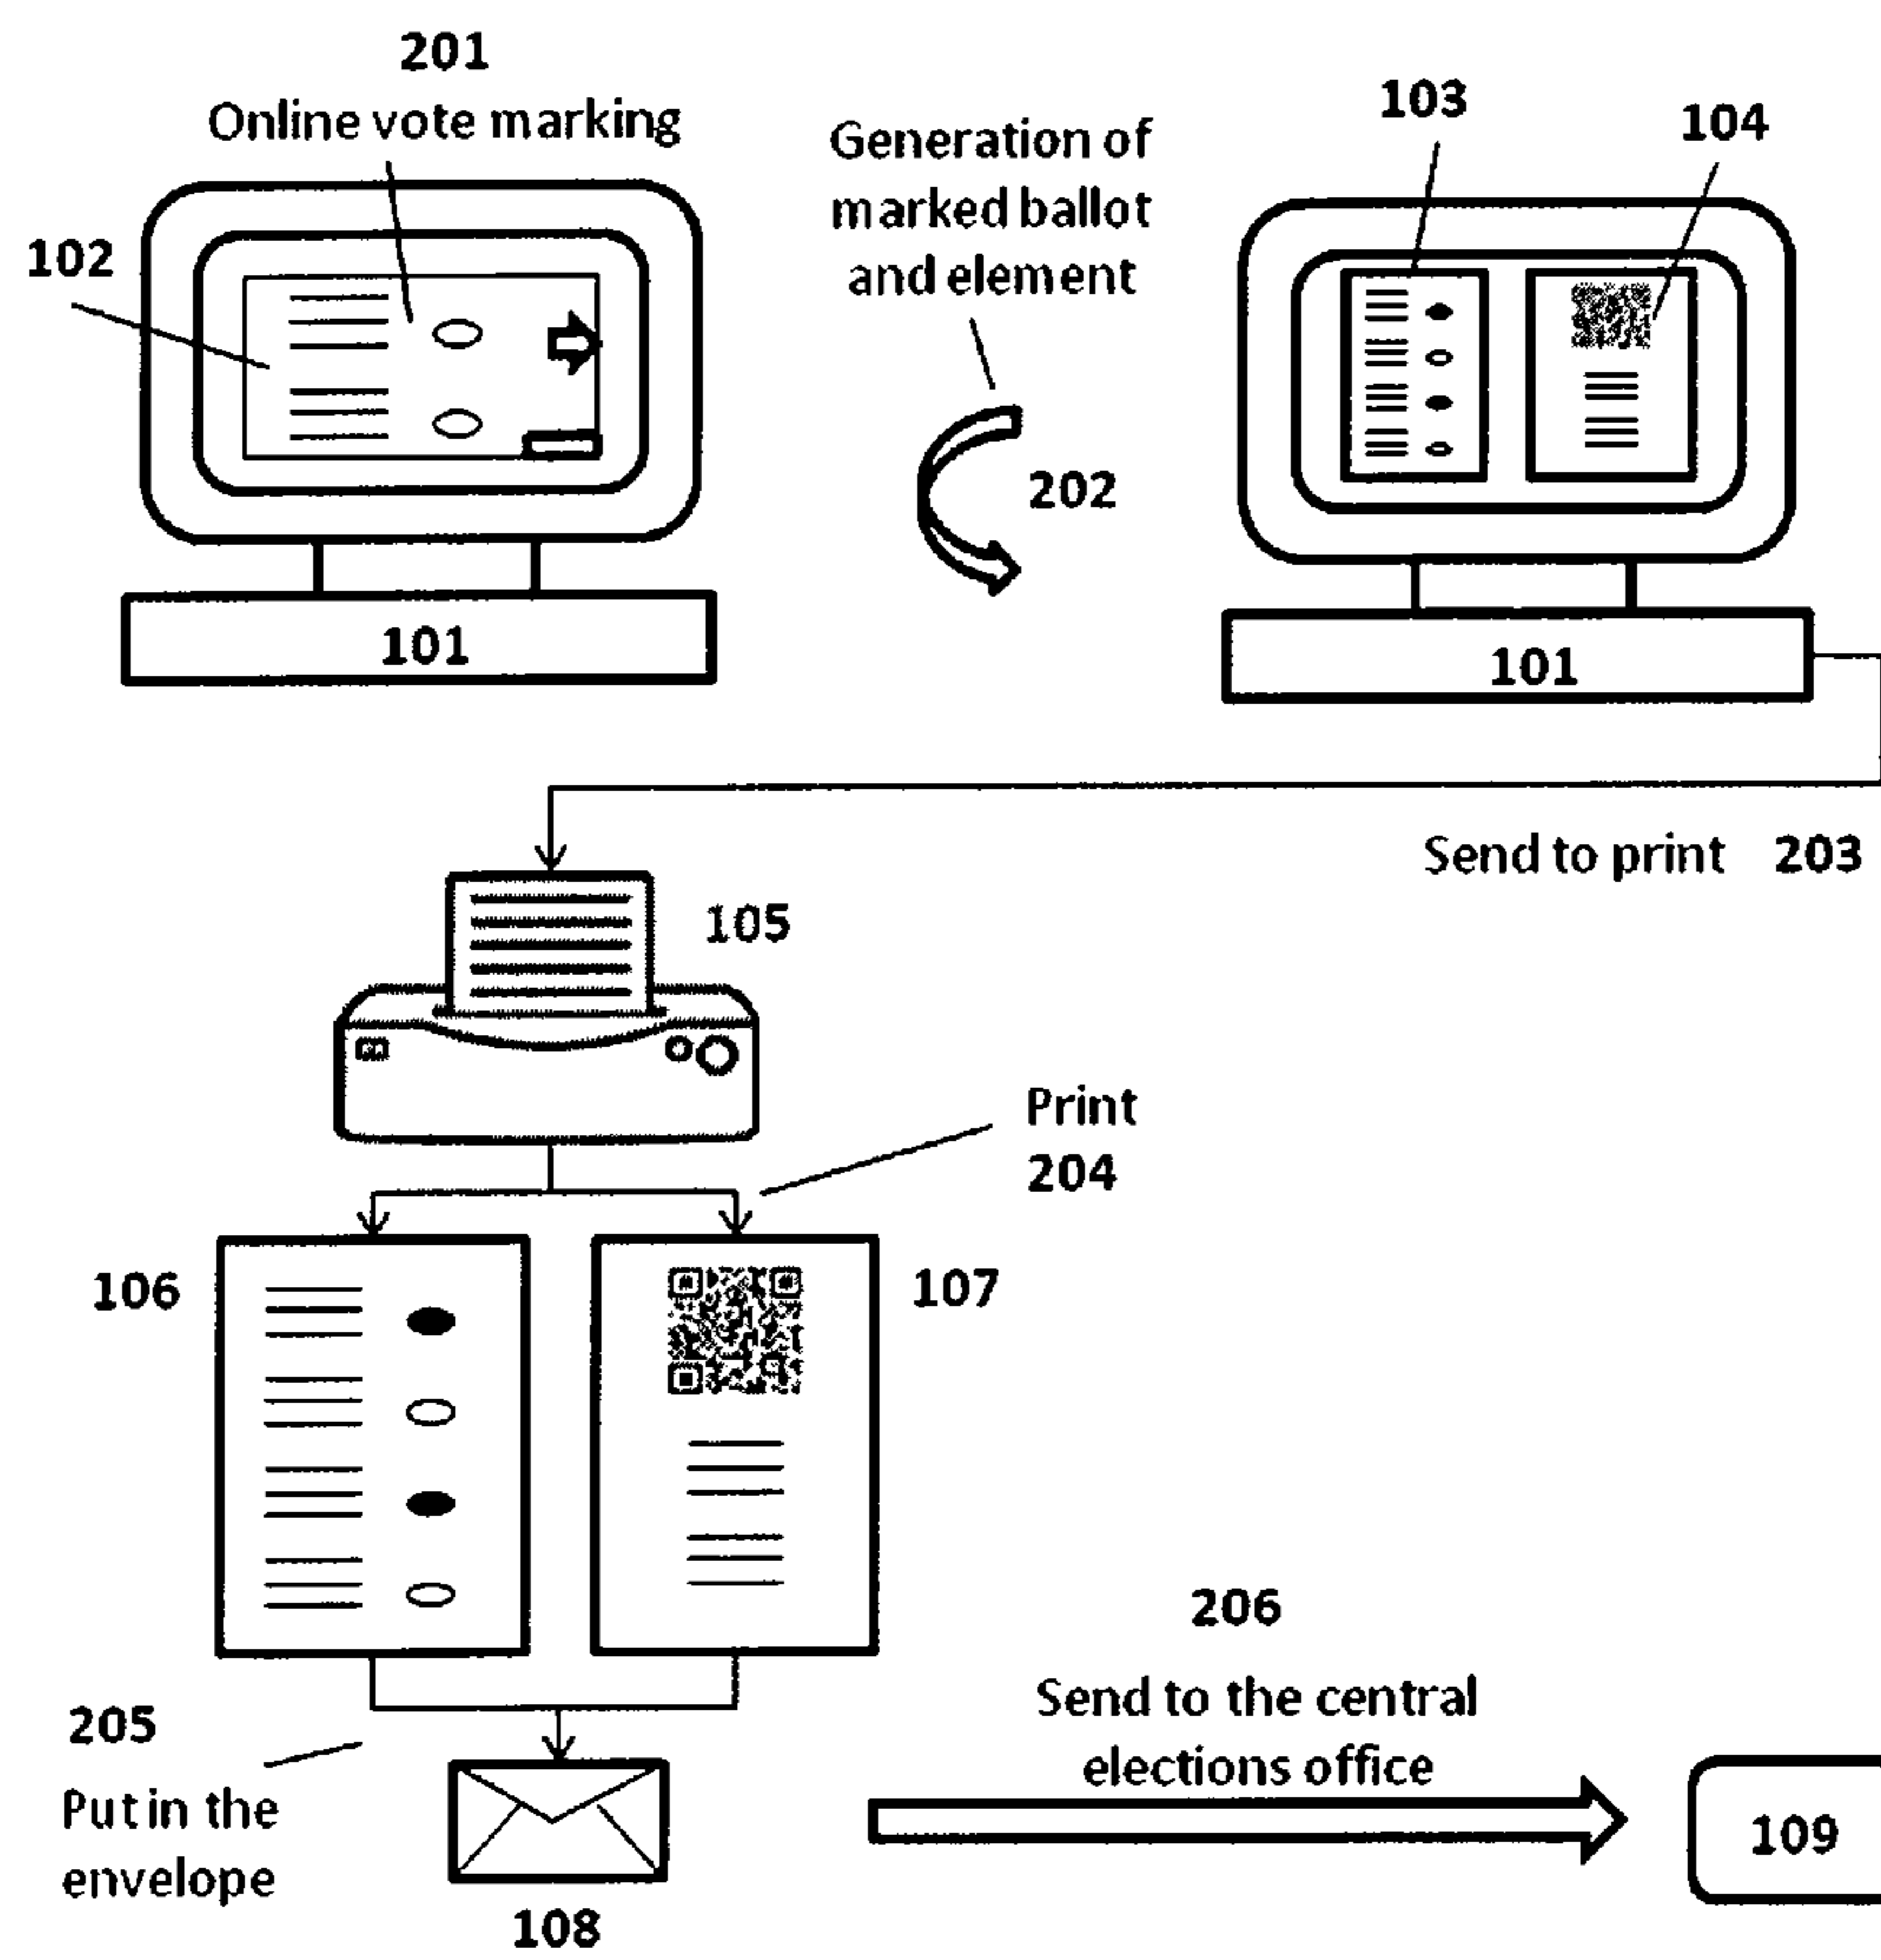 201
Online vote marking
102
101
Generation of
marked ballot
and element
202
103
104
101
Send to print 203
105
Print
204
106
107
205
Put in the
envelope
108
206
Send to the central
elections office
109